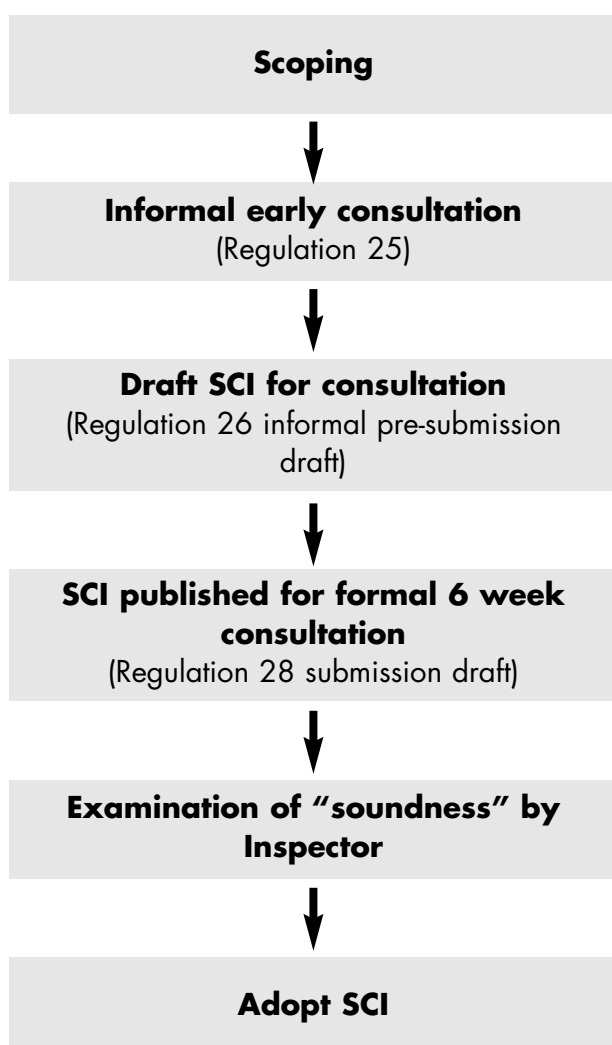 Scoping
Informal early consultation
(Regulation 25)
Draft SCI for consultation
(Regulation 26 informal pre-submission
draft)
SCI published for formal 6 week
consultation
(Regulation 28 submission draft)
Examination of “soundness” by
Inspector
Adopt SCI